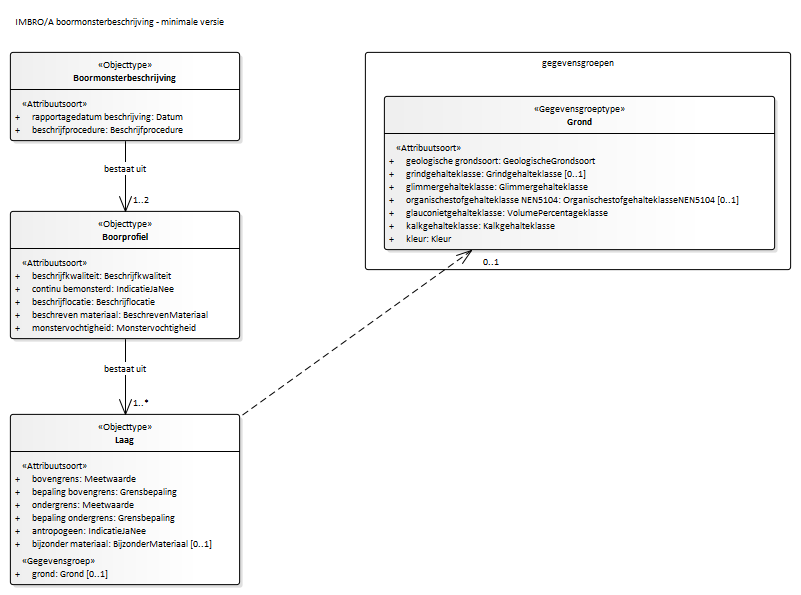 IMBRO/A boormonsterbeschrijving - minimale versie
«Objecttype»
Boormonsterbeschrijving
«Attribuutsoort»
+ rapportagedatum beschrijving: Datum
+ beschrijfprocedure: Beschrijfprocedure
bestaat uit
1..2
«Objecttype»
Boorprofiel
«Attribuutsoort»
+ beschrijfkwaliteit: Beschrijfkwaliteit
+ continu bemonsterd: IndicatieJaNee
+ beschrijflocatie: Beschrijflocatie
+ beschreven materiaal: BeschrevenMateriaal
+ monstervochtigheid: Monstervochtigheid
bestaat uit
1..*
«Objecttype»
Laag
«Attribuutsoort»
+ bovengrens: Meetwaarde
+ bepaling bovengrens: Grensbepaling
+ ondergrens: Meetwaarde
+ bepaling ondergrens: Grensbepaling
+ antropogeen: IndicatieJaNee
+ bijzonder materiaal: BijzonderMateriaal [0..1]
«Gegevensgroep»
+ grond: Grond [0..1]
gegevensgroepen
«Gegevensgroeptype»
Grond
«Attribuutsoort»
+ geologische grondsoort: GeologischeGrondsoort
+ grindgehalteklasse: Grindgehalteklasse [0..1]
+ glimmergehalteklasse: Glimmergehalteklasse
+ organischestofgehalteklasse NEN5104: OrganischestofgehalteklasseNEN5104 [0..1]
+ glauconietgehalteklasse: VolumePercentageklasse
+ kalkgehalteklasse: Kalkgehalteklasse
+ kleur: Kleur
0..1